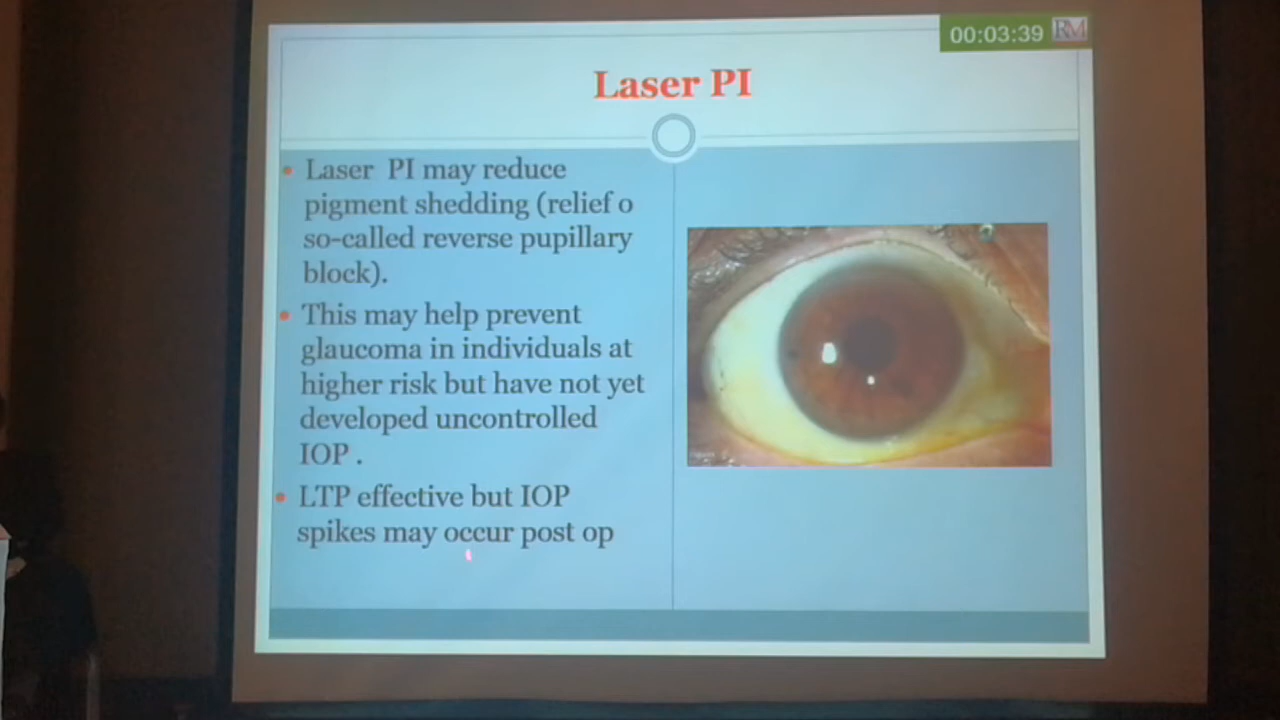 00:03:39 RM
Laser PI
• Laser PI may reduce
pigment shedding (relief o
so-called reverse pupillary
block).
• This may help prevent
glaucoma in individuals at
higher risk but have not yet
developed uncontrolled
IOP .
• LTP effective but IOP
spikes may occur post op